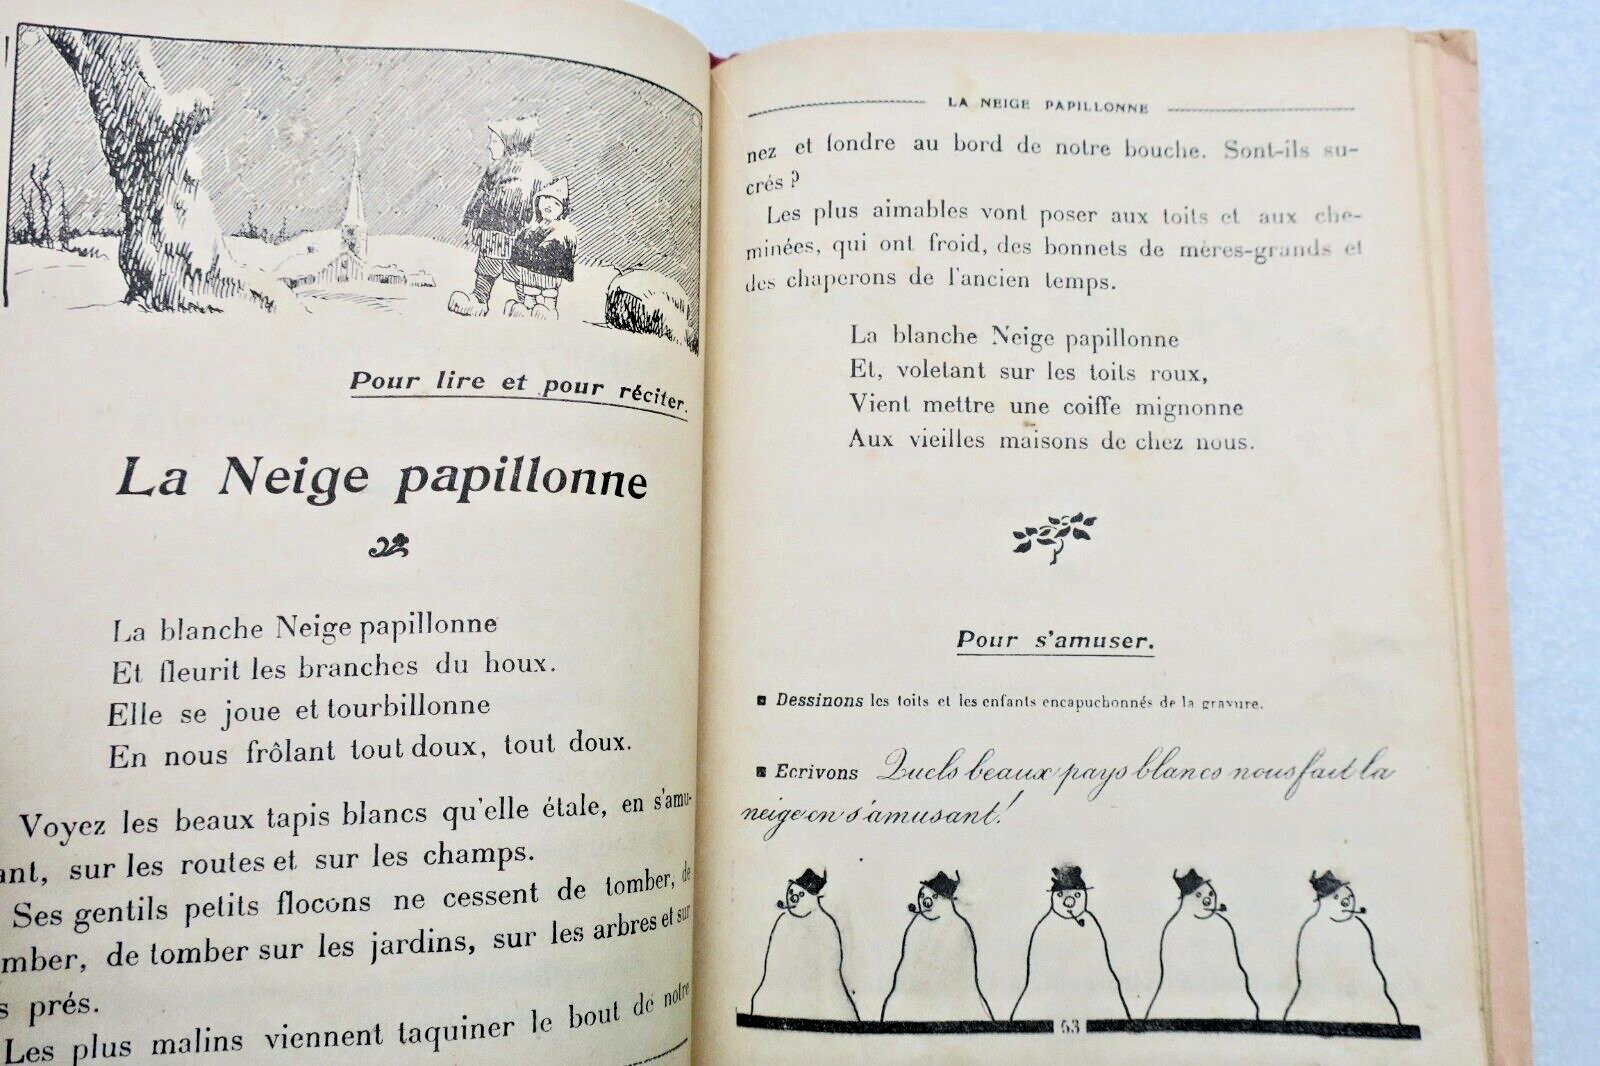 Pour lire et pour réciter.
La Neige papillonne
La blanche Neige papillonne
Et fleurit les branches du houx.
Elle se joue et tourbillonne
En nous frôlant tout doux, tout doux.
Voyez les beaux tapis blancs qu'elle étale, en s'amu-
ant, sur les routes et sur les champs.
Ses gentils petits flocons ne cessent de tomber, de
mber, de tomber sur les jardins, sur les arbres et sur
s prés.
Les plus malins viennent taquiner le bout de notre
LA NEIGE PAPILLONNE
nez et fondre au bord de notre bouche. Sont-ils su-
crés ?
Les plus aimables vont poser aux toits et aux che-
minées, qui ont froid, des bonnets de mères-grands et
des chaperons de l'ancien temps.
La blanche Neige papillonne
Et, voletant sur les toits roux,
Vient mettre une coiffe mignonne
Aux vieilles maisons de chez nous.
Pour s'amuser.
Dessinons les toits et les enfants encapuchonnés de la gravure.
Ecrivons Quels beaux pays blancs nous fait la
neige en s'amusant!
53